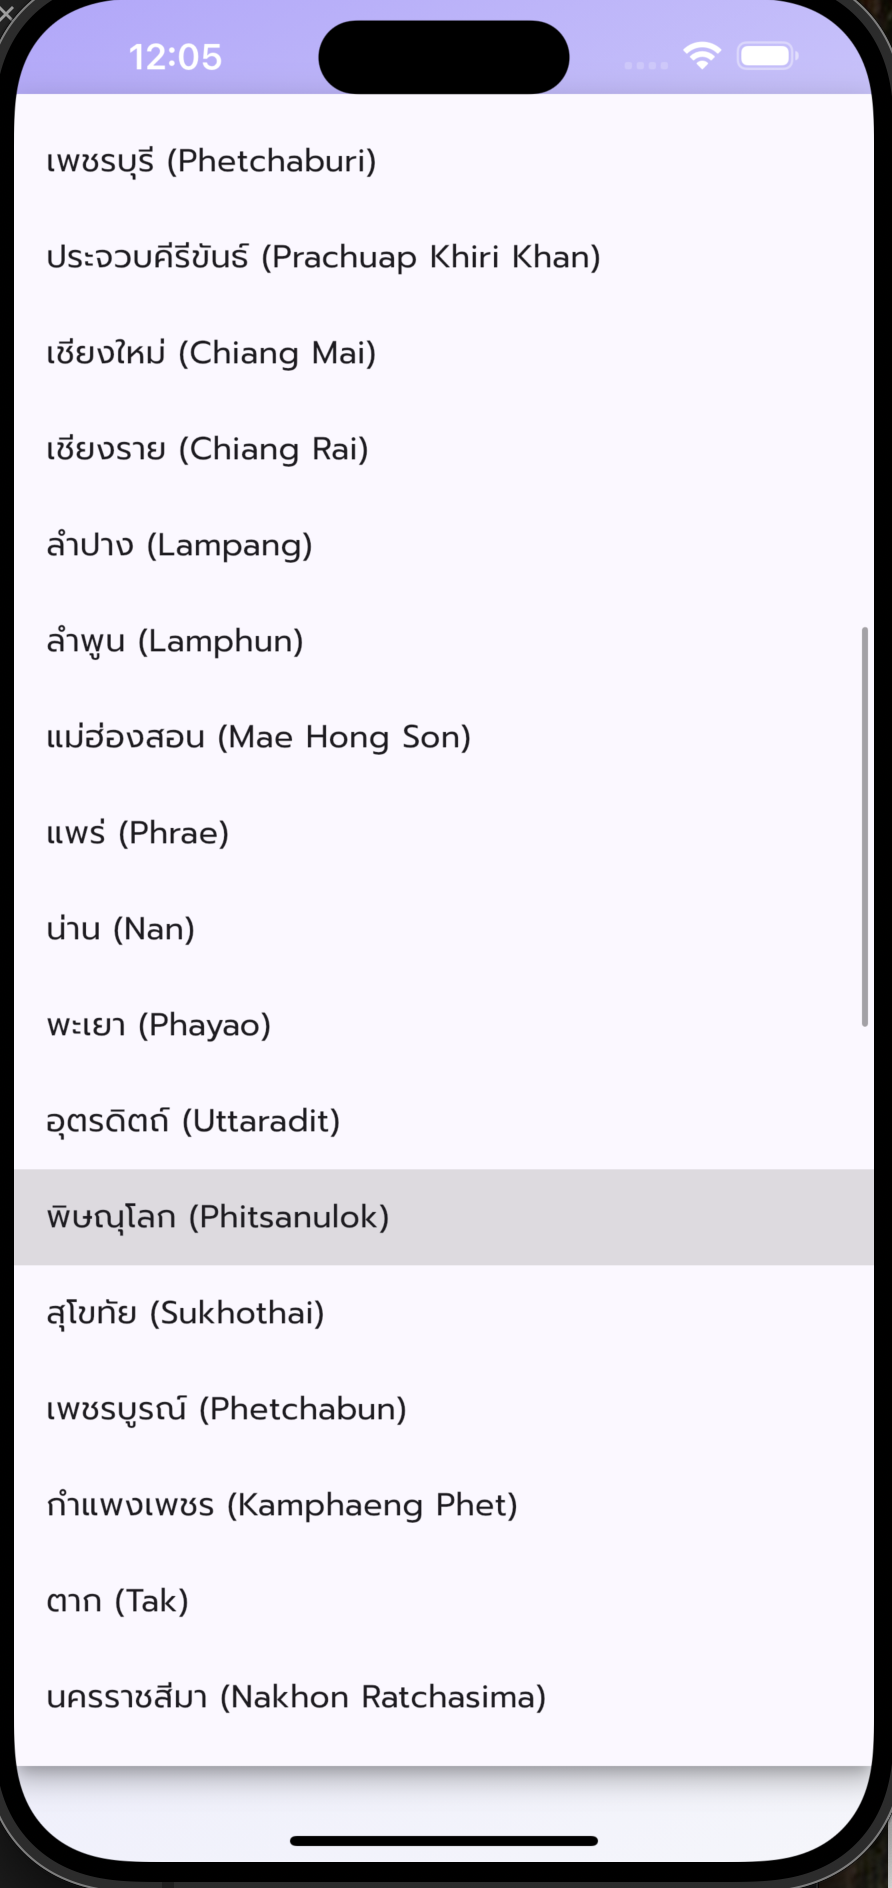 12:05
เพชรบุรี (Phetchaburi)
ประจวบคีรีขันธ์ (Prachuap Khiri Khan)
เชียงใหม่ (Chiang Mai)
เชียงราย (Chiang Rai)
ลำปาง (Lampang)
ลำพูน (Lamphun)
แม่ฮ่องสอน (Mae Hong Son)
แพร่ (Phrae)
น่าน (Nan)
พะเยา (Phayao)
อุตรดิตถ์ (Uttaradit)
พิษณุโลก (Phitsanulok)
สุโขทัย (Sukhothai)
เพชรบูรณ์ (Phetchabun)
กำแพงเพชร (Kamphaeng Phet)
ตาก (Tak)
นครราชสีมา (Nakhon Ratchasima)